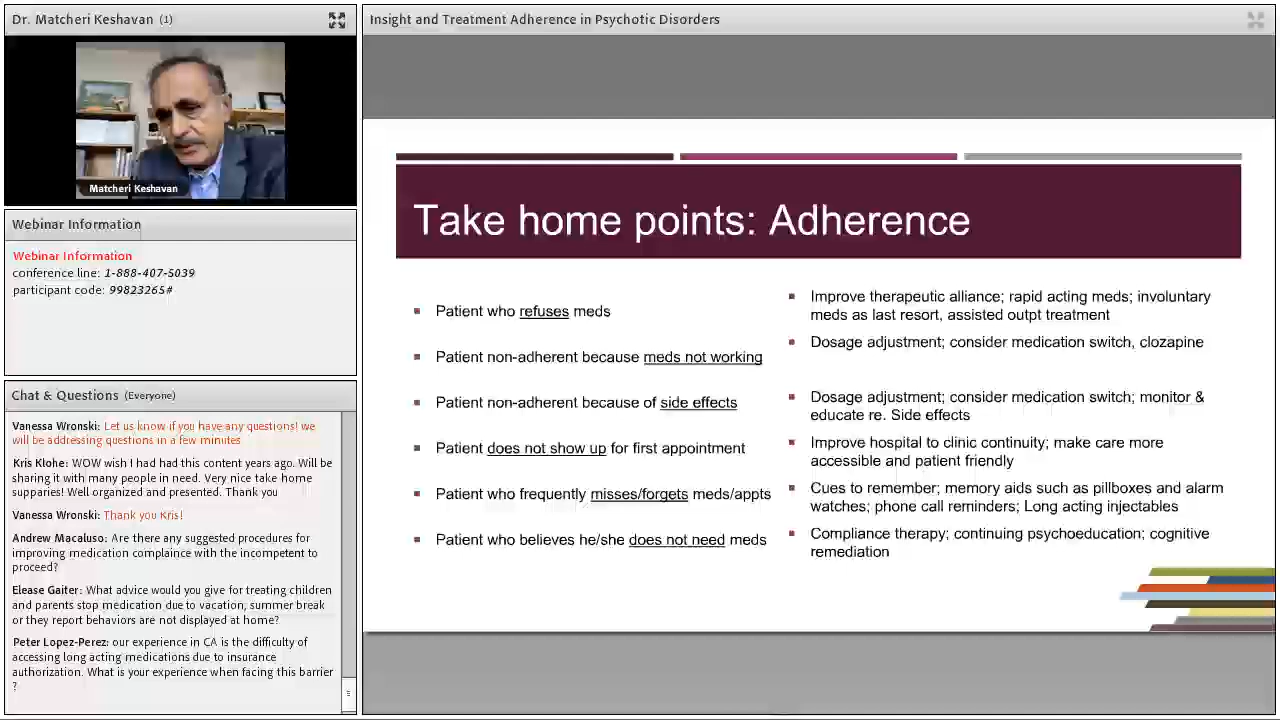 Dr. Matcheri Keshavan (1)
Matcheri Keshavan
Webinar Information
Webinar Information
conference line: 1-888-407-5039
participant code: 99823265#
Chat & Questions (Everyone)
Vanessa Wronski: Let us know if you have any questions! we
will be addressing questions in a few minutes
Kris Klohe: WOW wish I had had this content years ago. Will be
sharing it with many people in need. Very nice take home
supparies! Well organized and presented. Thank you
Vanessa Wronski: Thank you Kris!
Andrew Macaluso: Are there any suggested procedures for
improving medication complaince with the incompetent to
proceed?
Elease Gaiter: What advice would you give for treating children
and parents stop medication due to vacation, summer break
or they report behaviors are not displayed at home?
Peter Lopez-Perez: our experience in CA is the difficulty of
accessing long acting medications due to insurance
authorization. What is your experience when facing this barrier
?
Insight and Treatment Adherence in Psychotic Disorders
Take home points: Adherence
Patient who refuses meds
Patient non-adherent because meds not working
Patient non-adherent because of side effects
Patient does not show up for first appointment
Patient who frequently misses/forgets meds/appts
Patient who believes he/she does not need meds
Improve therapeutic alliance; rapid acting meds; involuntary
meds as last resort, assisted outpt treatment
Dosage adjustment; consider medication switch, clozapine
Dosage adjustment; consider medication switch; monitor &
educate re. Side effects
Improve hospital to clinic continuity; make care more
accessible and patient friendly
Cues to remember; memory aids such as pillboxes and alarm
watches; phone call reminders; Long acting injectables
Compliance therapy; continuing psychoeducation; cognitive
remediation